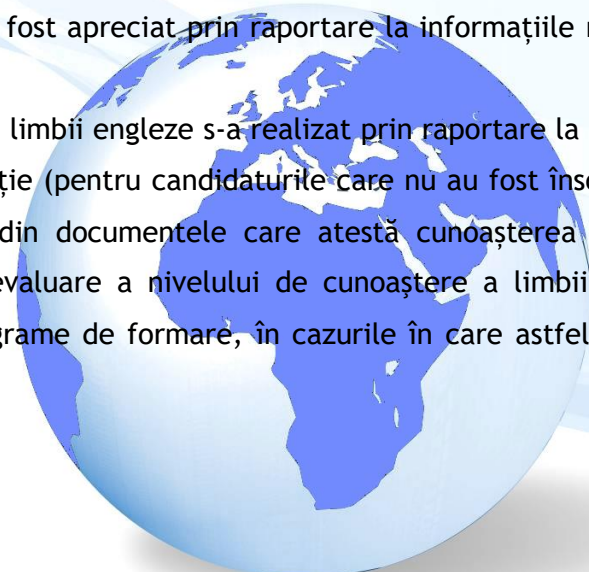 fost apreciat prin raportare la informațiile
limbii engleze s-a realizat prin raportare la
ție (pentru candidaturile care nu au fost înso
din documentele care atestă cunoașterea
evaluare a nivelului de cunoaştere a limbii
grame de formare, în cazurile în care astfel